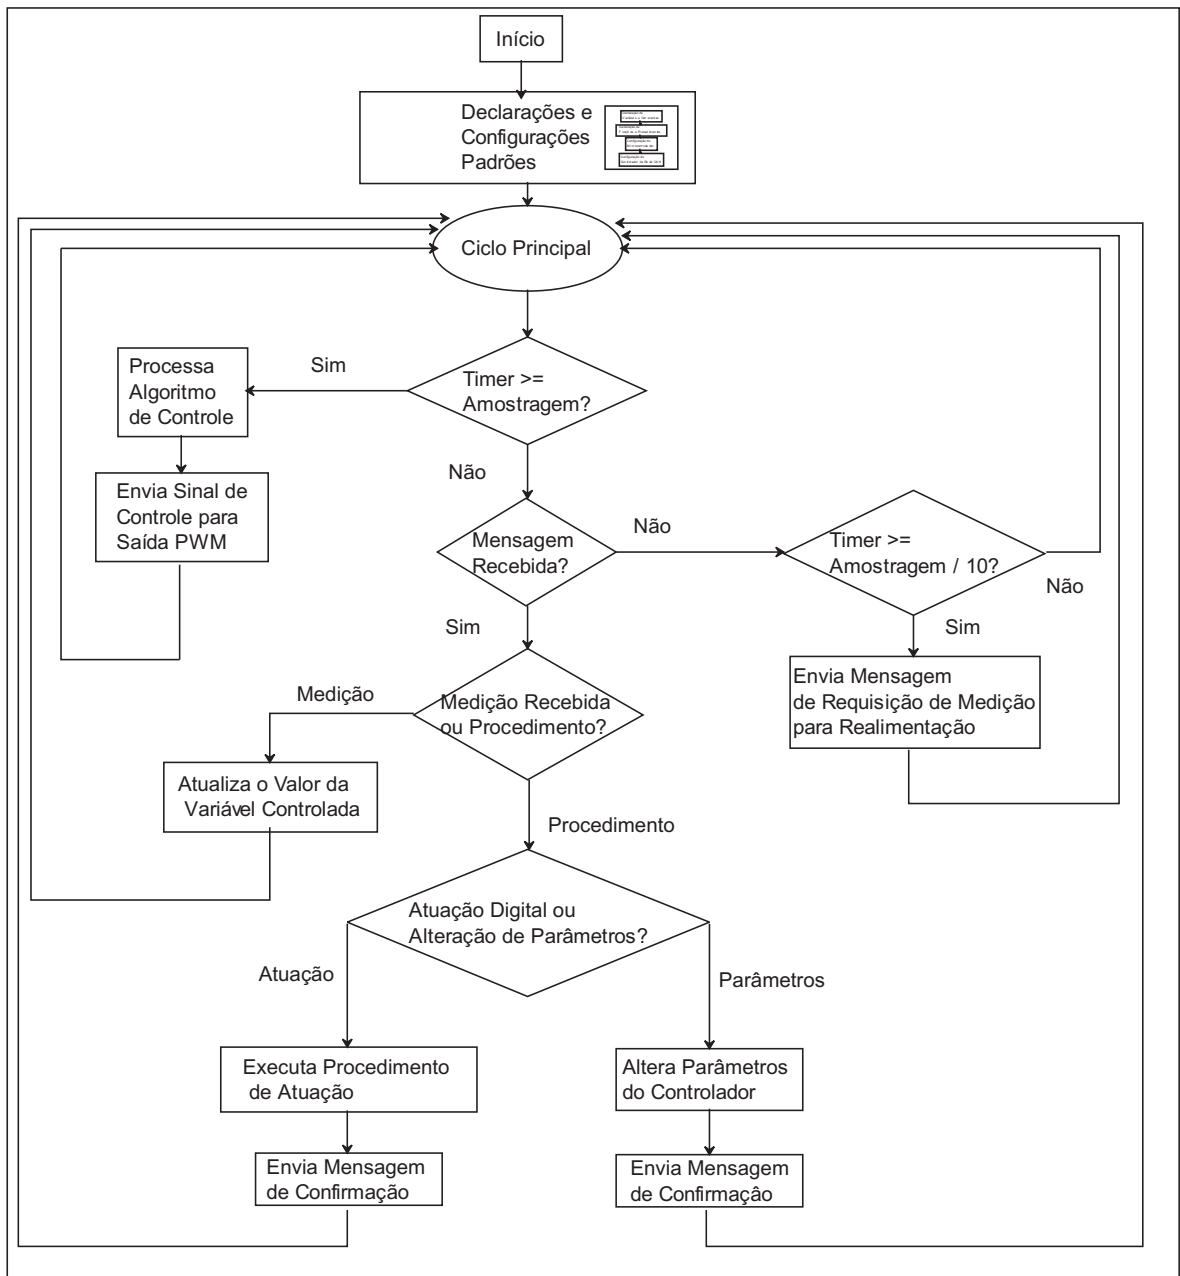 Início
Declarações e
Configurações
Padrões
Ciclo Principal
Timer >=
Amostragem?
Sim
Processa
Algoritmo
de Controle
Envia Sinal de
Controle para
Saída PWM
Não
Mensagem
Recebida?
Não
Timer >=
Amostragem / 10?
Não
Sim
Envia Mensagem
de Requisição de Medição
para Realimentação
Sim
Medição Recebida
ou Procedimento?
Medição
Atualiza o Valor da
Variável Controlada
Procedimento
Atuação Digital ou
Alteração de Parâmetros?
Atuação
Parâmetros
Executa Procedimento
de Atuação
Altera Parâmetros
do Controlador
Envia Mensagem
de Confirmação
Envia Mensagem
de Confirmaçâo